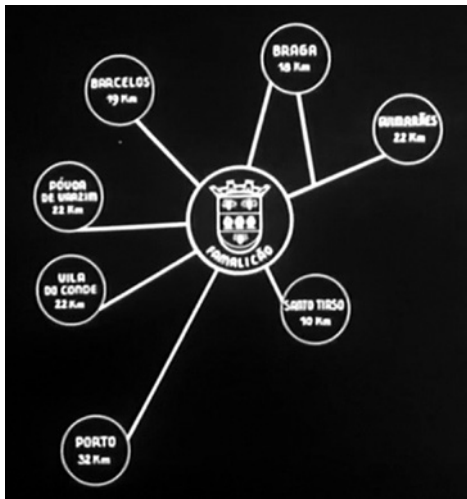 BRAGA
18 Km
BARCELOS
19 Km
GUIMARÃES
22 Km
PÓVOA
DE VARZIM
22 Km
FAMALICÃO
VILA
DO CONDE
22 Km
SANTO TIRSO
10 Km
PORTO
32 Km